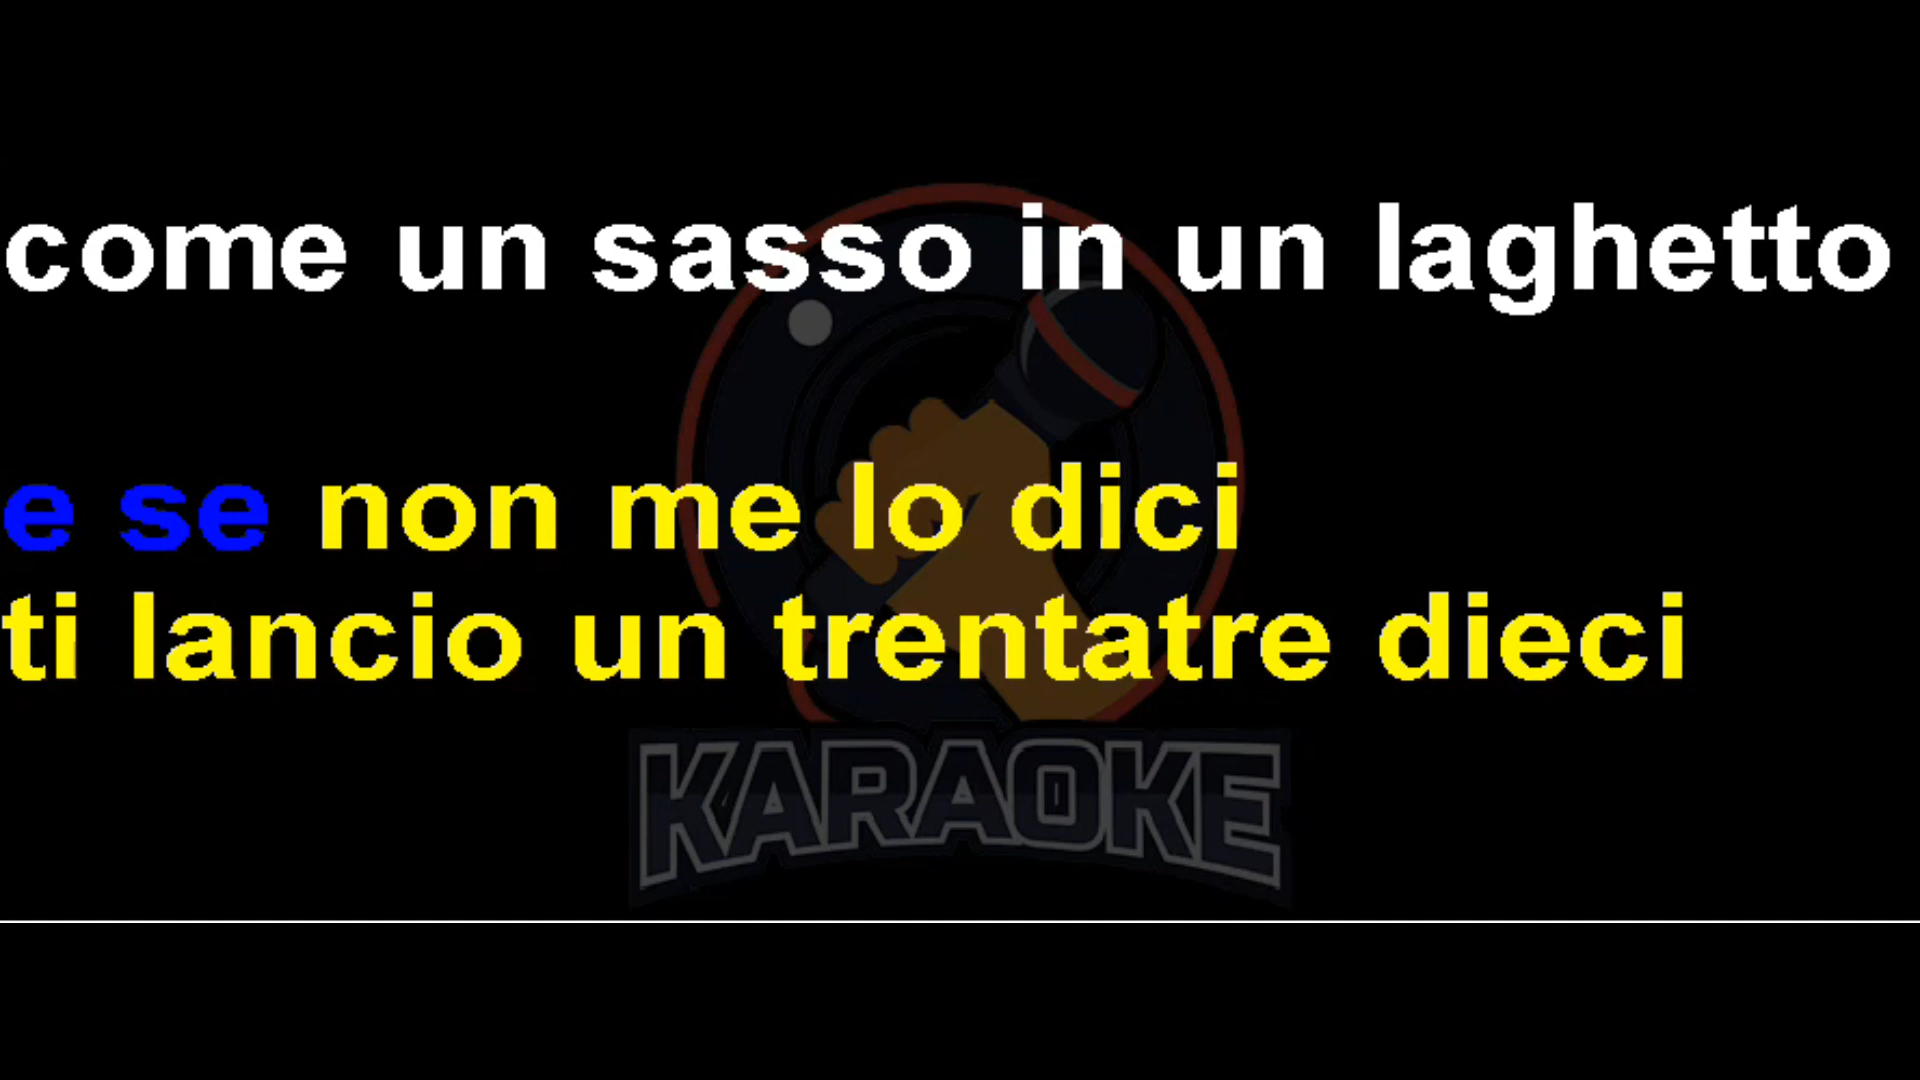 come un sasso in un laghetto
e se non me lo dici
ti lancio un trentatre dieci
KARAOKE